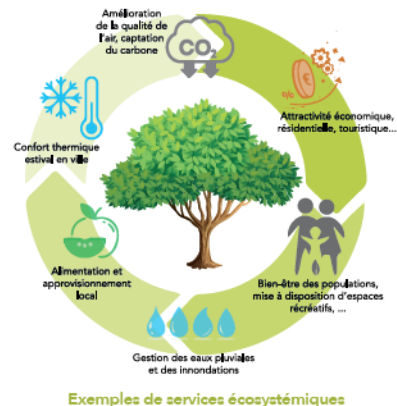 Amélioration
de la qualité de
l'air, captation
du carbone
CO2
Attractivité économique,
résidentielle, touristique...
Confort thermique
estival en ville
Alimentation et
approvisionnement
local
Bien-être des populations,
mise à disposition d'espaces
récréatifs, ...
Gestion des eaux pluviales
et des innondations
Exemples de services écosystémiques